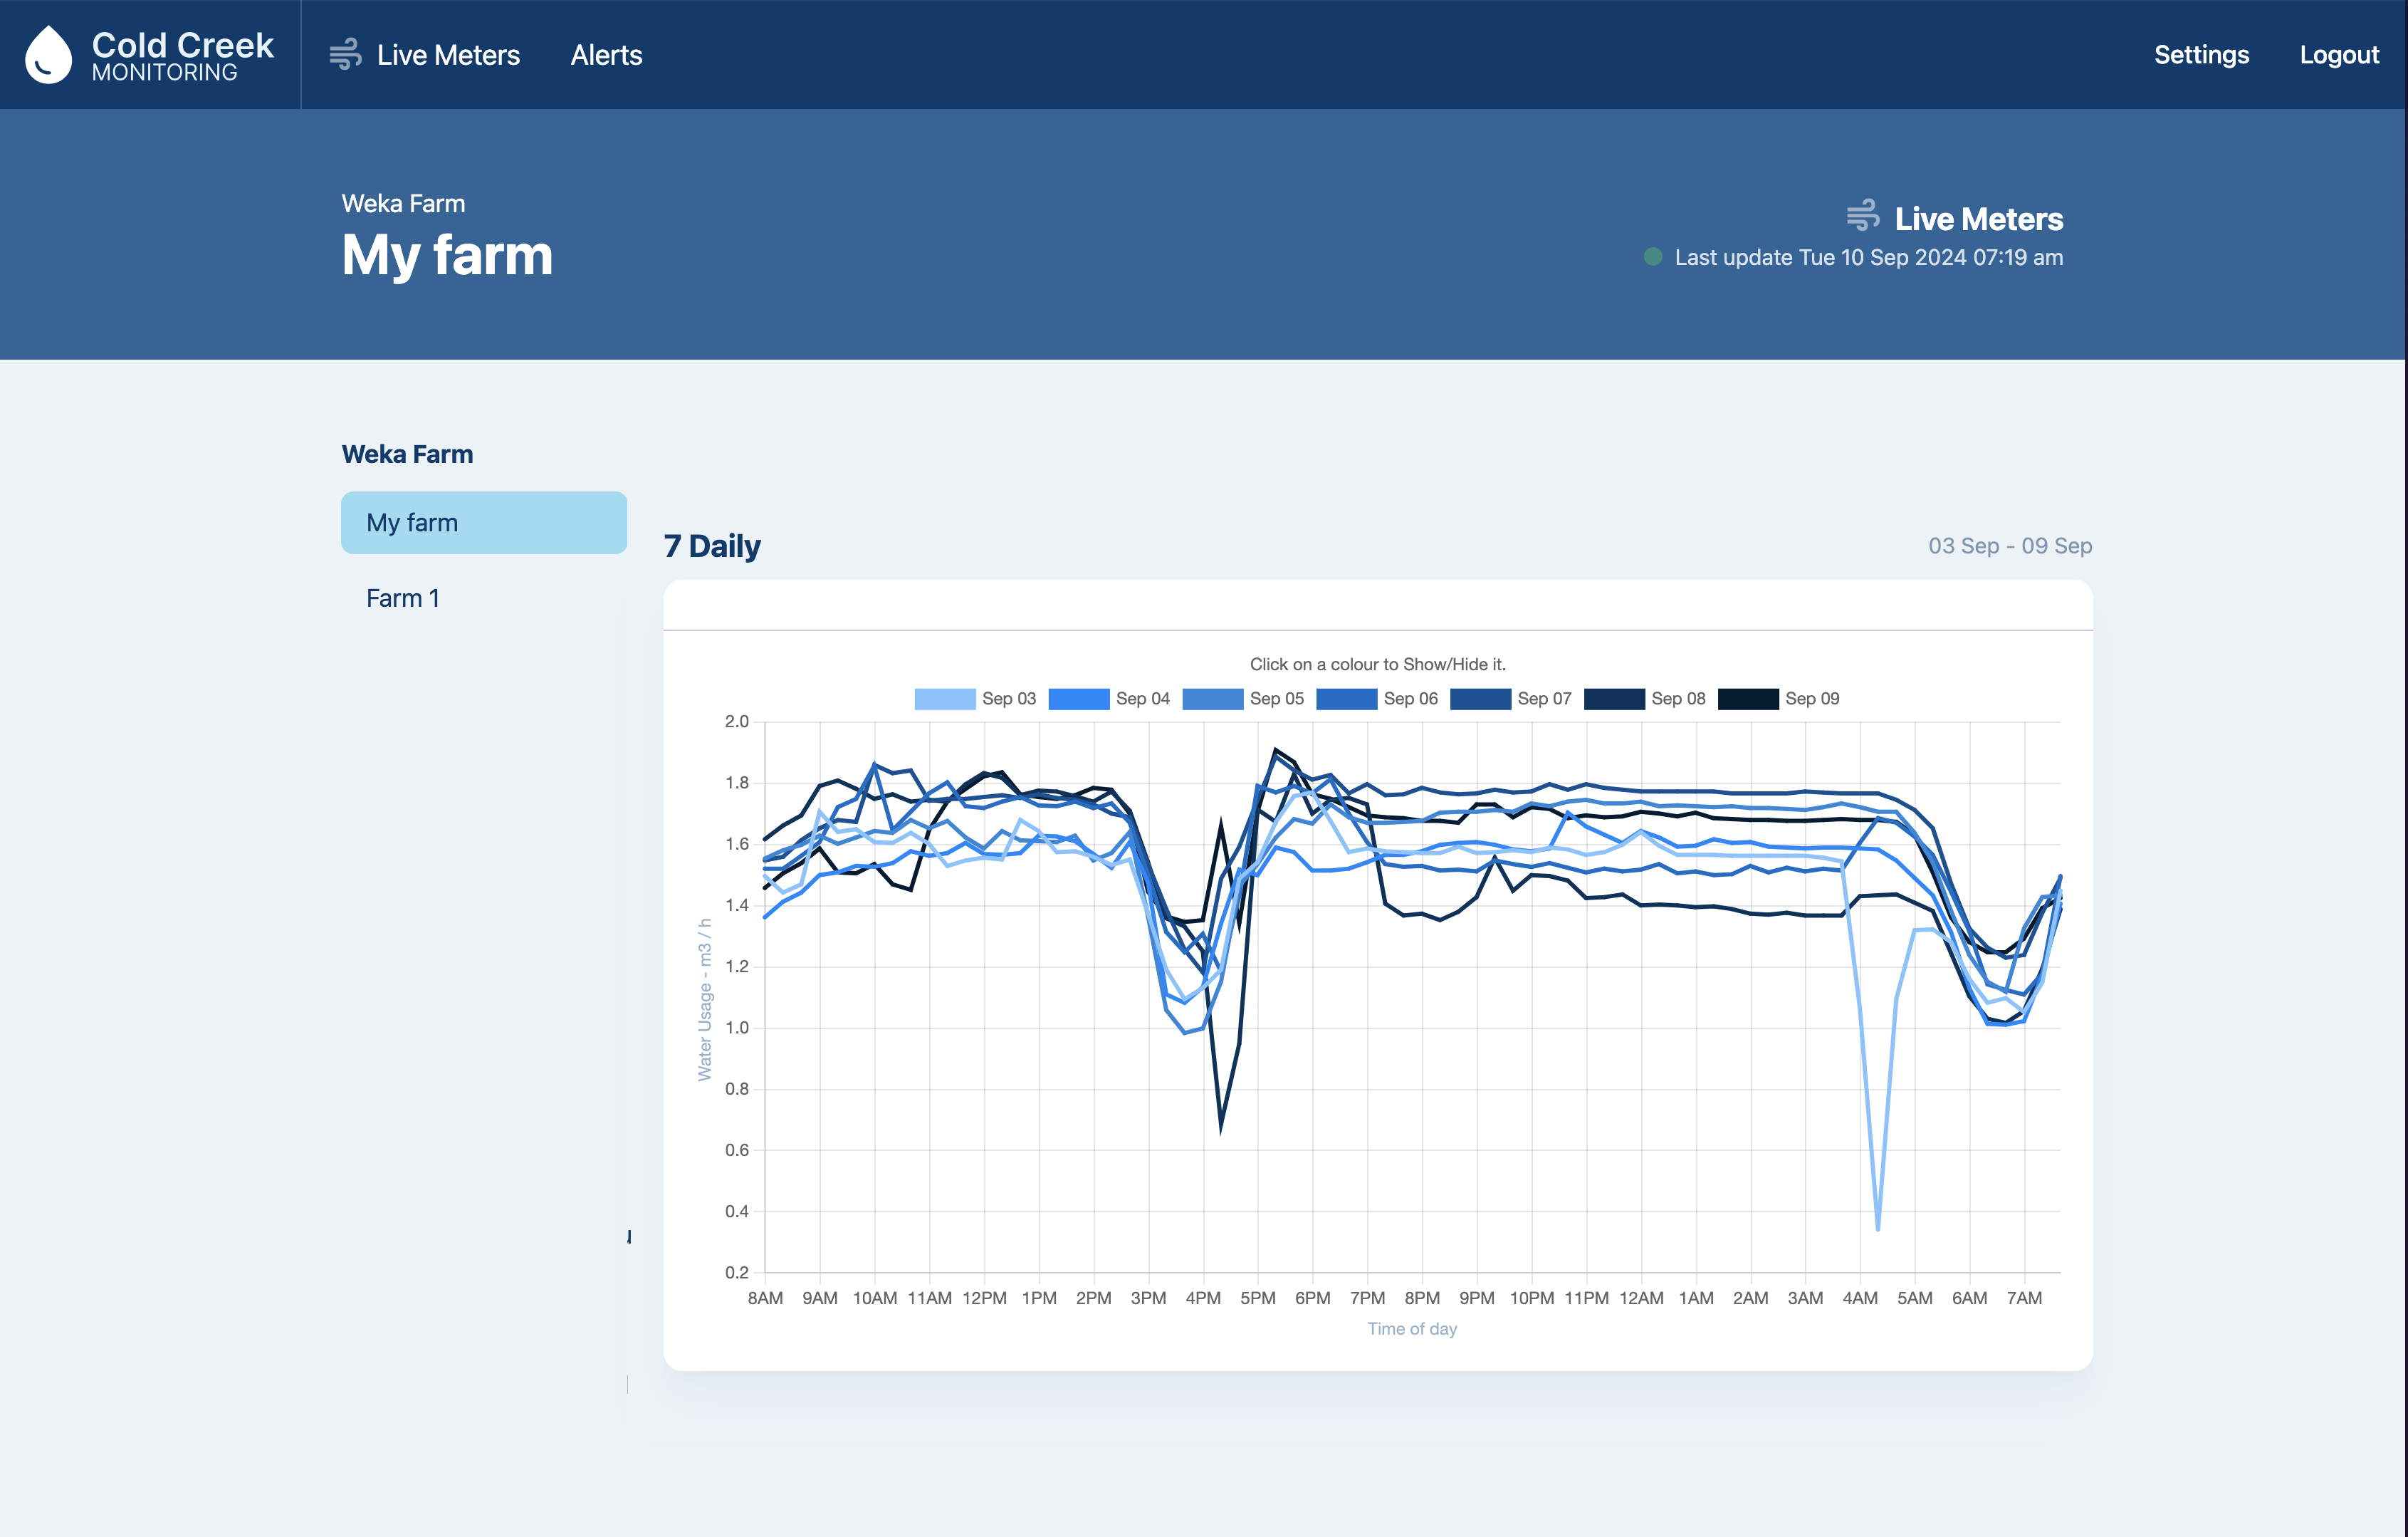 Cold Creek
MONITORING
Live Meters
Alerts
Settings
Logout
Weka Farm
My farm
Live Meters
Last update Tue 10 Sep 2024 07:19 am
Weka Farm
My farm
Farm 1
7 Daily
03 Sep - 09 Sep
Click on a colour to Show/Hide it.
Sep 03 Sep 04 Sep 05 Sep 06 Sep 07 Sep 08 Sep 09
2.0
1.8
1.6
1.4
1.2
1.0
0.8
0.6
0.4
0.2
Water Usage - m3 / h
8AM 9AM 10AM 11AM 12PM 1PM 2PM 3PM 4PM 5PM 6PM 7PM 8PM 9PM 10PM 11PM 12AM 1AM 2AM 3AM 4AM 5AM 6AM 7AM
Time of day